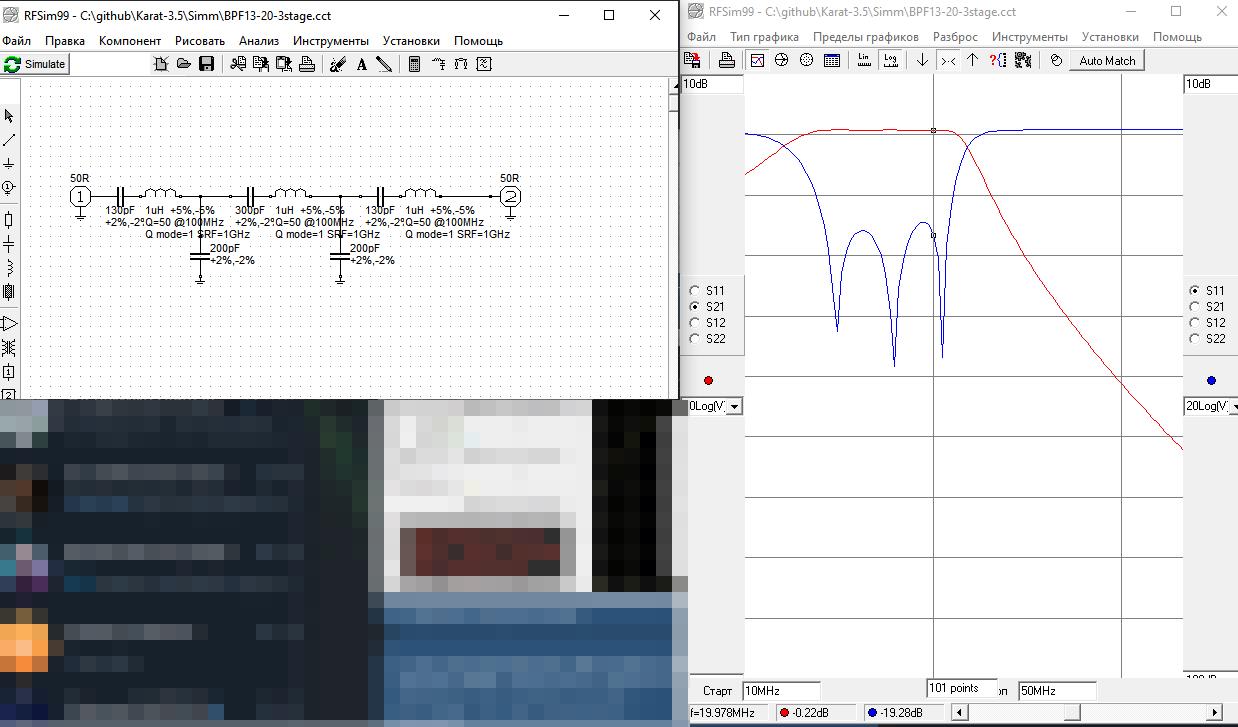 RFSim99 - C:\github\Karat-3.5\Simm\BPF13-20-3stage.cct
Файл Правка Компонент Рисовать Анализ Инструменты Установки Помощь
Simulate
50R
1
130pF
+2%,-2%
1uH +5%,-5%
Q=50 @100MHz
Q mode=1 SRF=1GHz
200pF
+2%,-2%
300pF
+2%,-2%
1uH +5%,-5%
Q=50 @100MHz
Q mode=1 SRF=1GHz
200pF
+2%,-2%
130pF
+2%,-2%
1uH +5%,-5%
Q=50 @100MHz
Q mode=1 SRF=1GHz
50R
2
RFSim99 - C:\github\Karat-3.5\Simm\BPF13-20-3stage.cct
Файл Тип графика Пределы графиков Разброс Инструменты Установки Помощь
Lin Log Auto Match
10dB
10dB
S11
S21
S12
S22
S11
S21
S12
S22
0Log(V)
20Log(V)
Старт 10MHz
101 points
оп 50MHz
f=19.978MHz -0.22dB -19.28dB